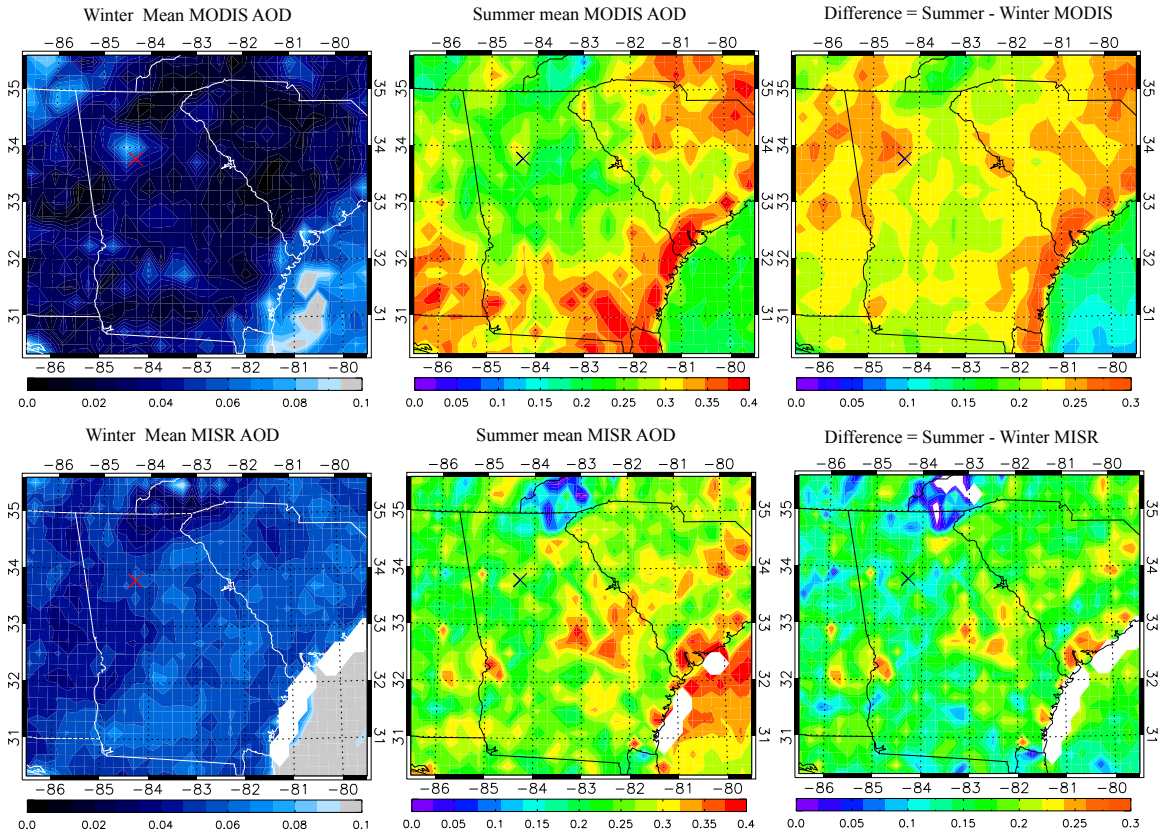 Winter  Mean MODIS AOD
−86 −85 −84 −83 −82 −81 −80
35
34
33
32
31
0.0 0.02 0.04 0.06 0.08 0.1
Summer mean MODIS AOD
−86 −85 −84 −83 −82 −81 −80
35
34
33
32
31
0.0 0.05 0.1 0.15 0.2 0.25 0.3 0.35 0.4
Difference = Summer - Winter MODIS
−86 −85 −84 −83 −82 −81 −80
35
34
33
32
31
0.0 0.05 0.1 0.15 0.2 0.25 0.3
Winter  Mean MISR AOD
−86 −85 −84 −83 −82 −81 −80
35
34
33
32
31
0.0 0.02 0.04 0.06 0.08 0.1
Summer mean MISR AOD
−86 −85 −84 −83 −82 −81 −80
35
34
33
32
31
0.0 0.05 0.1 0.15 0.2 0.25 0.3 0.35 0.4
Difference = Summer - Winter MISR
−86 −85 −84 −83 −82 −81 −80
35
34
33
32
31
0.0 0.05 0.1 0.15 0.2 0.25 0.3